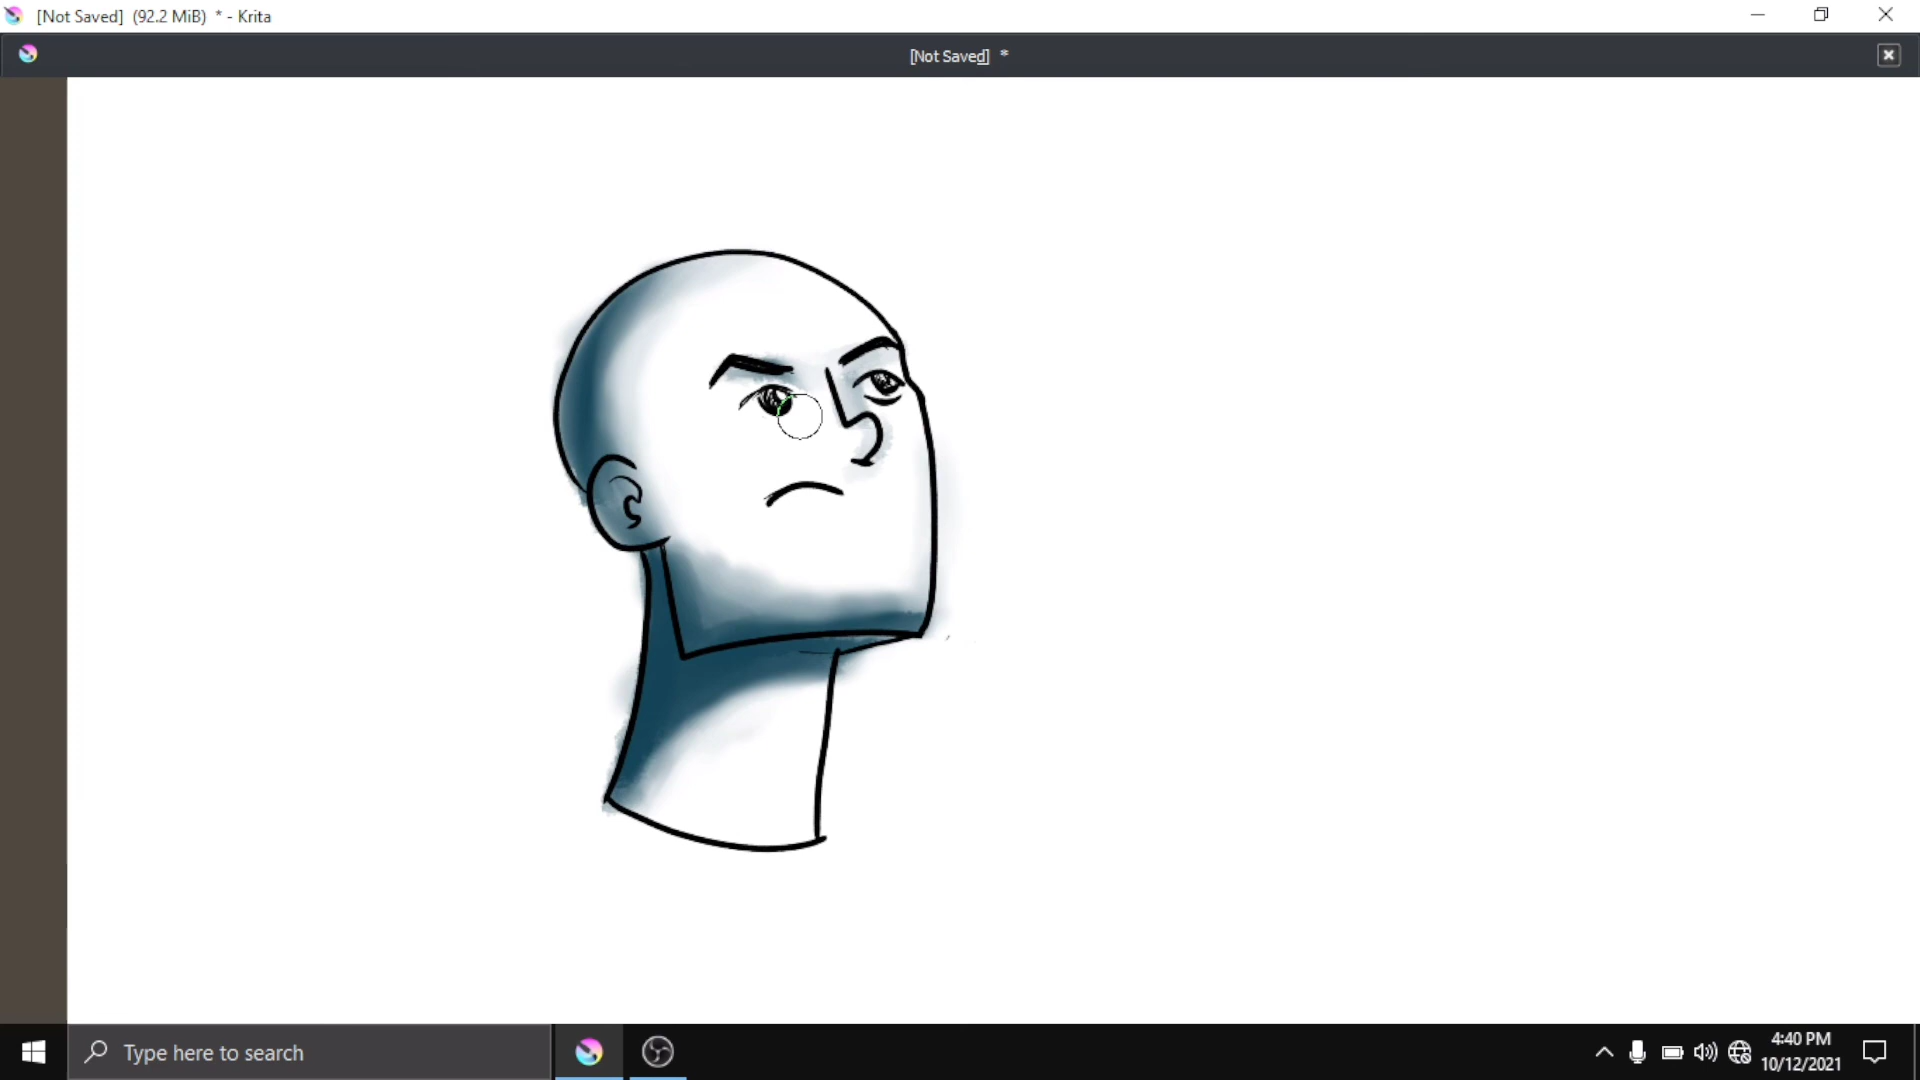 [Not Saved]  (92.2 MiB)  * - Krita
[Not Saved]  *
Type here to search
4:40 PM
10/12/2021